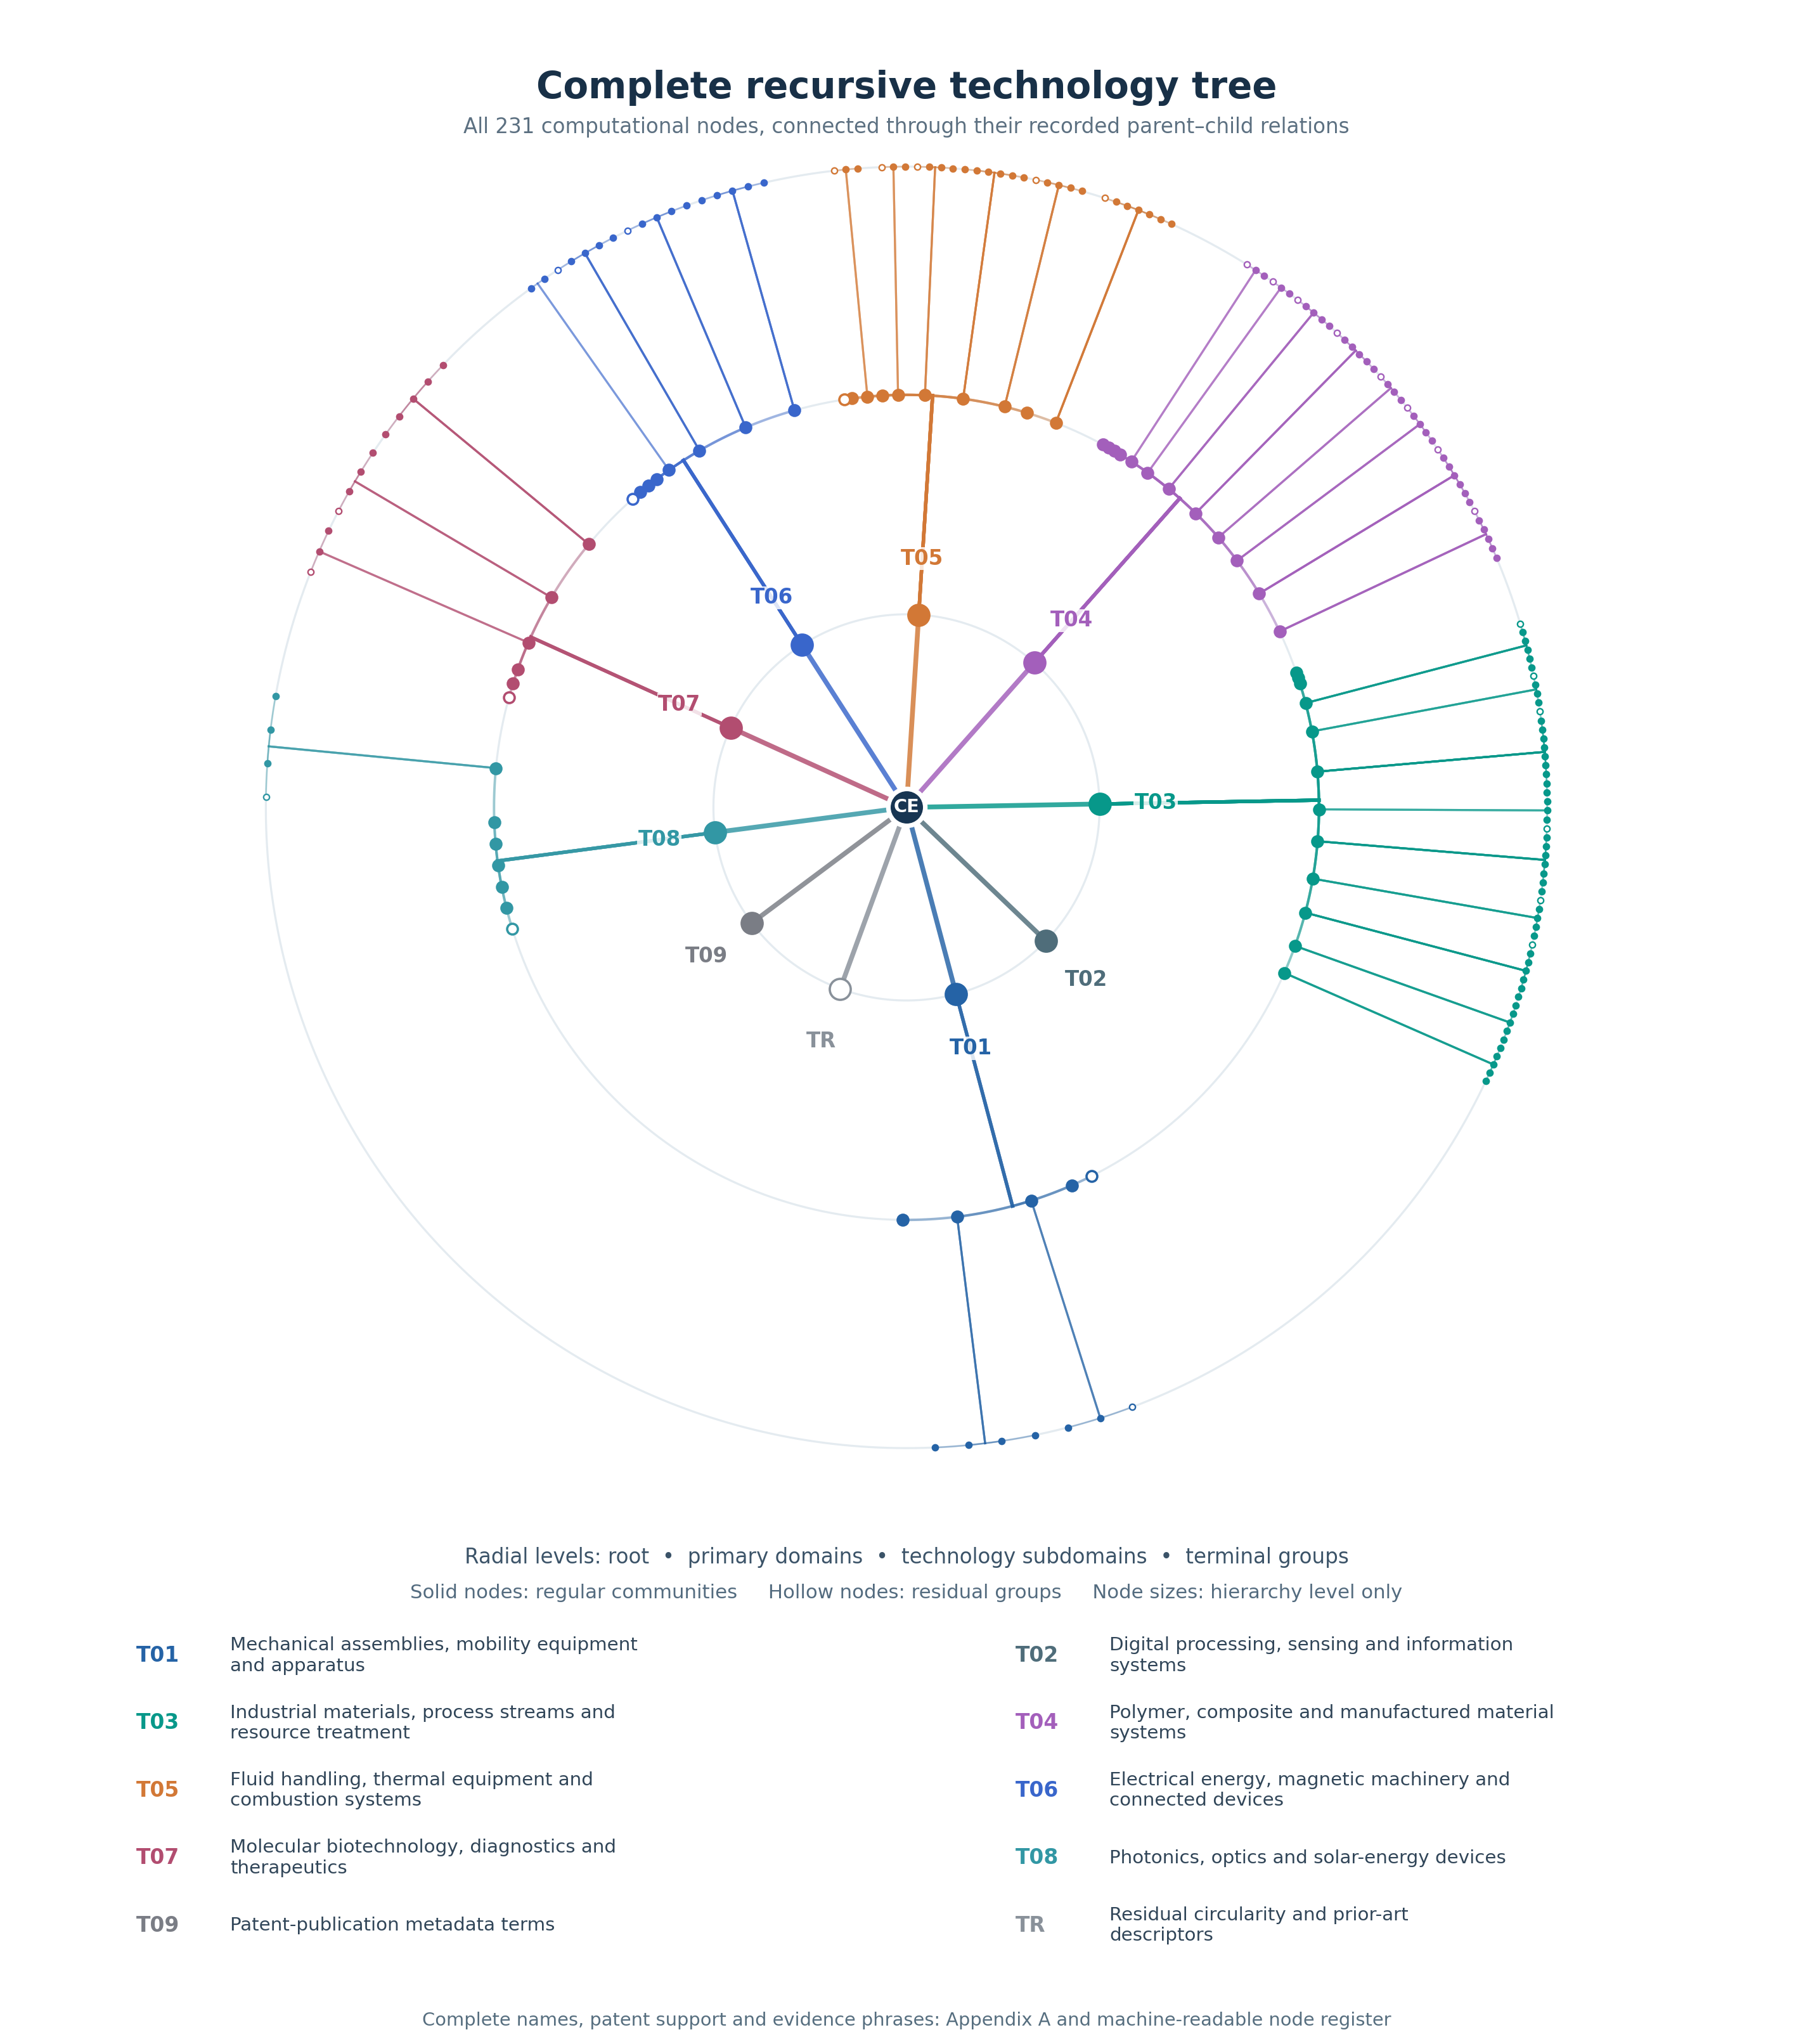 Complete recursive technology tree
All 231 computational nodes, connected through their recorded parent–child relations
T05
T06
T04
T07
T03
CE
T08
T09
T02
TR
T01
Radial levels: root • primary domains • technology subdomains • terminal groups
Solid nodes: regular communities Hollow nodes: residual groups Node sizes: hierarchy level only
T01
Mechanical assemblies, mobility equipment
and apparatus
T02
Digital processing, sensing and information
systems
T03
Industrial materials, process streams and
resource treatment
T04
Polymer, composite and manufactured material
systems
T05
Fluid handling, thermal equipment and
combustion systems
T06
Electrical energy, magnetic machinery and
connected devices
T07
Molecular biotechnology, diagnostics and
therapeutics
T08
Photonics, optics and solar-energy devices
T09
Patent-publication metadata terms
TR
Residual circularity and prior-art
descriptors
Complete names, patent support and evidence phrases: Appendix A and machine-readable node register